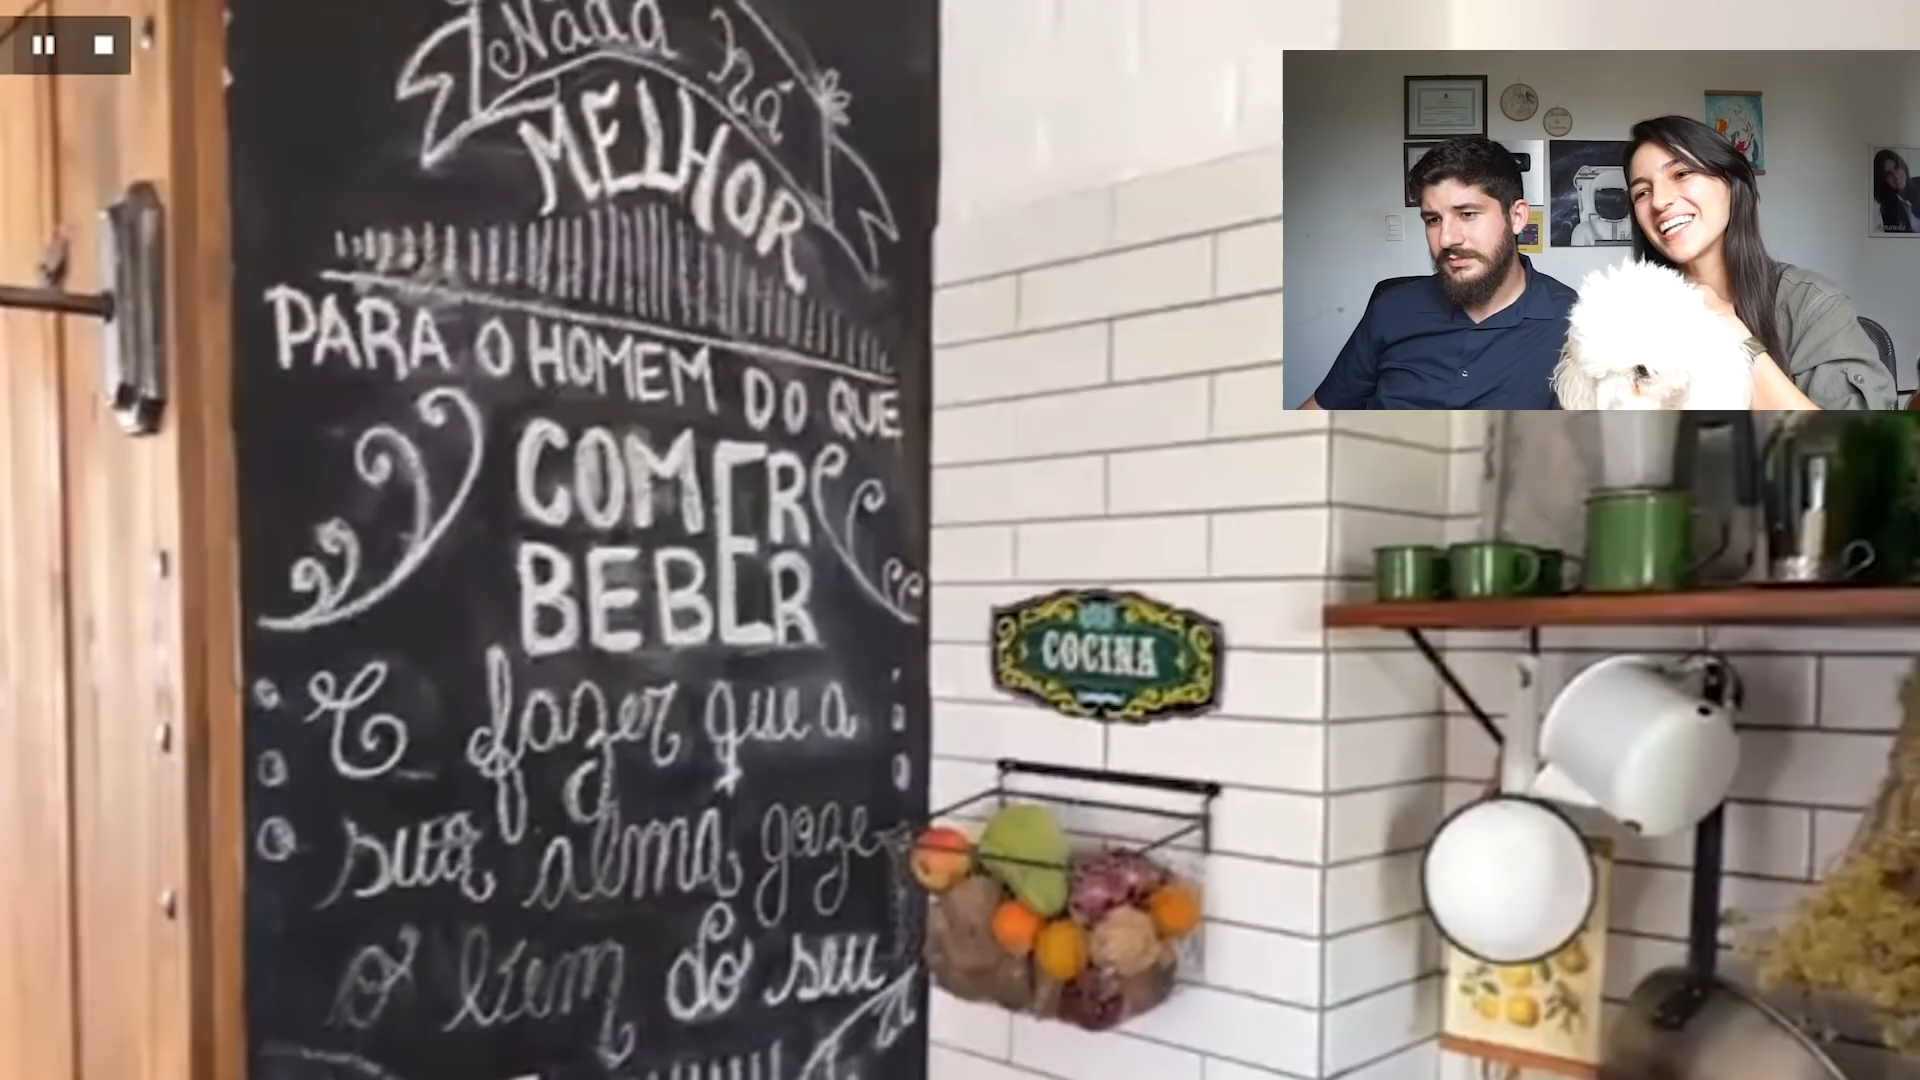 Nada há
MELHOR
PARA O HOMEM DO QUE
COMER
BEBER
E fazer que a
sua alma goze
o bem do seu
COCINA